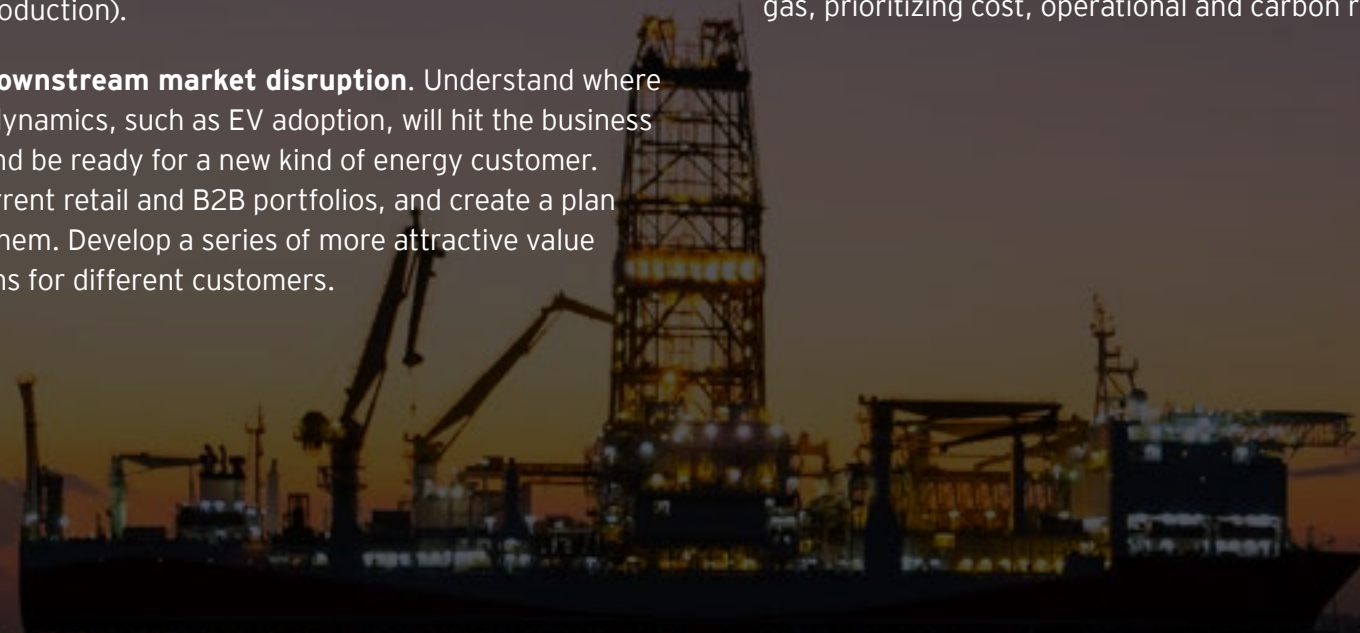 oduction).
ownstream market disruption. Understand where
dynamics, such as EV adoption, will hit the business
nd be ready for a new kind of energy customer.
rrent retail and B2B portfolios, and create a plan
hem. Develop a series of more attractive value
ns for different customers.
gas, prioritizing cost, operational and carbon r